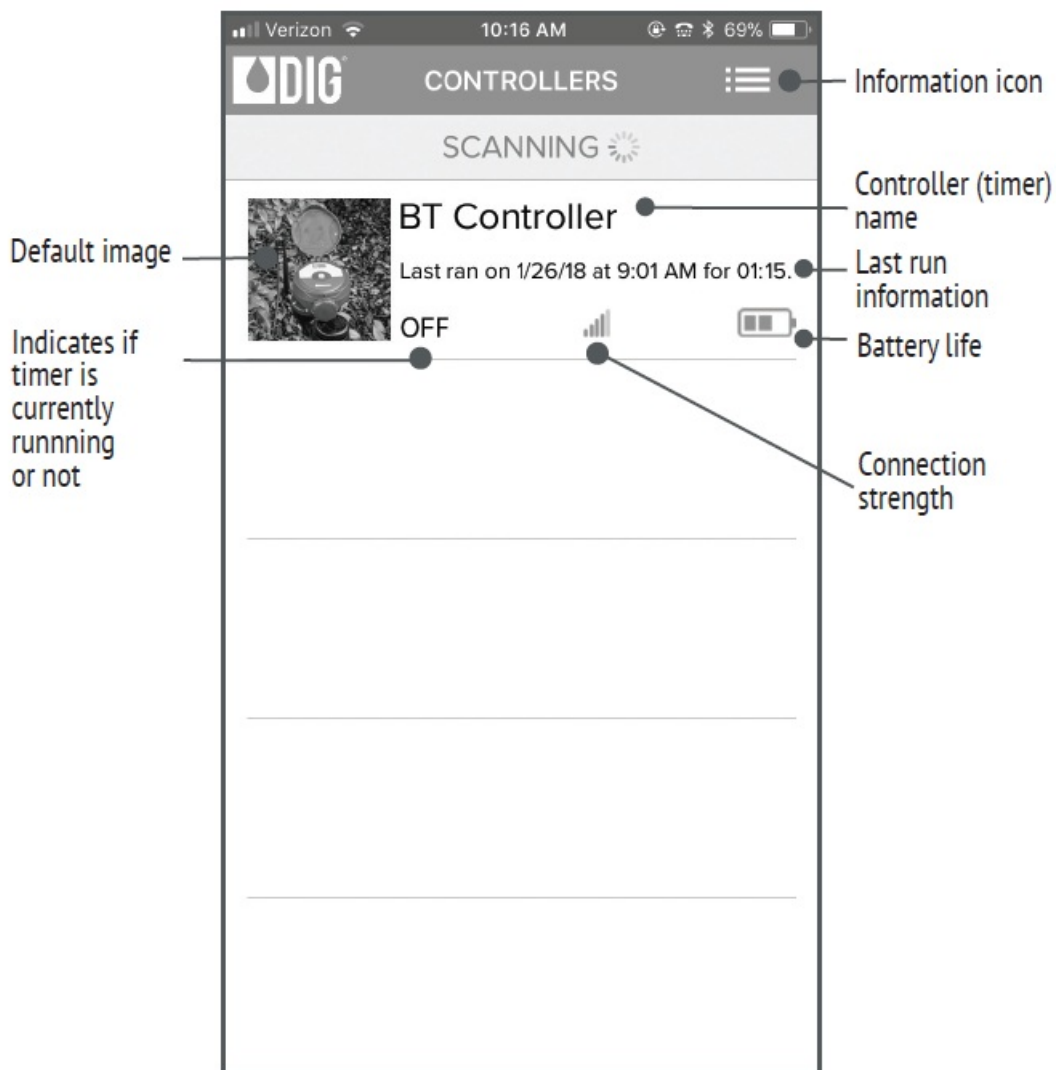 Verizon 10:16 AM 69%
DIG CONTROLLERS
Information icon
SCANNING
BT Controller
Controller (timer)
name
Default image
Last ran on 1/26/18 at 9:01 AM for 01:15.
Last run
information
OFF
Battery life
Indicates if
timer is
currently
runnning
or not
Connection
strength